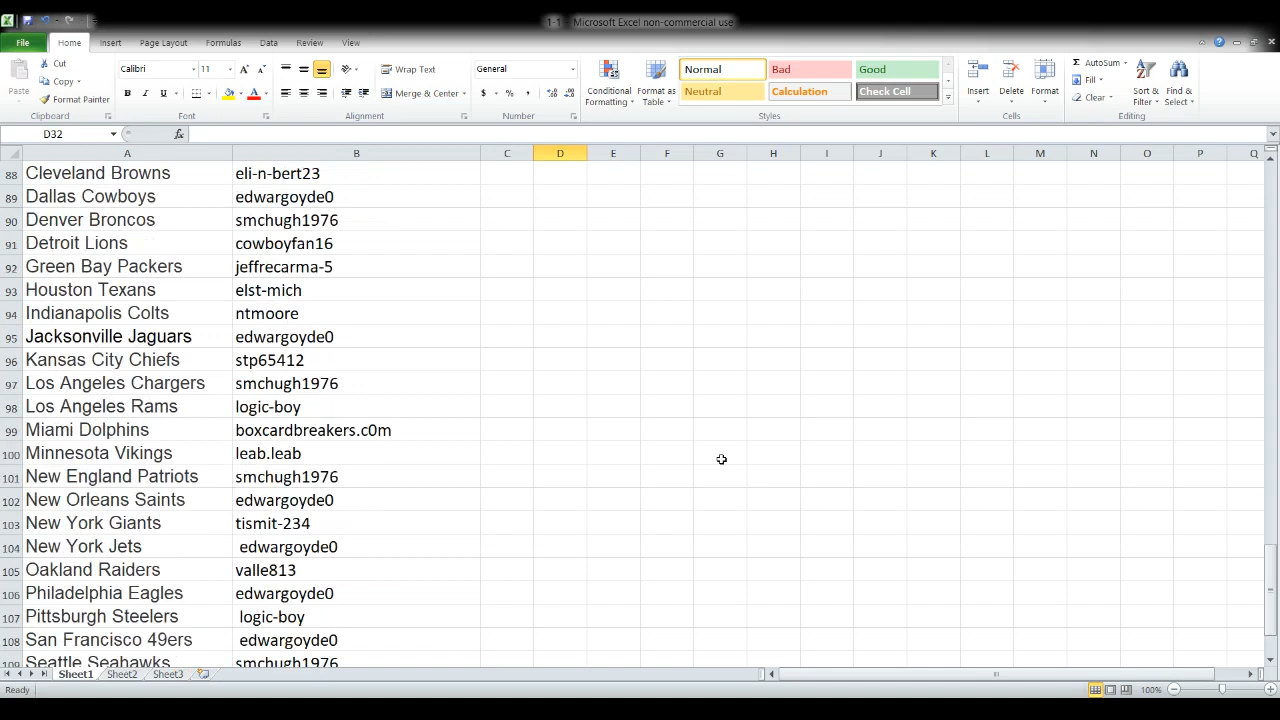 1-1 - Microsoft Excel non-commercial use
File Home Insert Page Layout Formulas Data Review View
Paste
Cut
Copy
Format Painter
Clipboard
Calibri 11
B I U
Font
Wrap Text
Merge & Center
Alignment
General
$ % ,
Number
Conditional Formatting
Format as Table
Normal Bad Good
Neutral Calculation Check Cell
Styles
Insert Delete Format
Cells
AutoSum
Fill
Clear
Sort & Filter
Find & Select
Editing
D32 fx
A B C D E F G H I J K L M N O P Q
88 Cleveland Browns eli-n-bert23
89 Dallas Cowboys edwargoyde0
90 Denver Broncos smchugh1976
91 Detroit Lions cowboyfan16
92 Green Bay Packers jeffrecarma-5
93 Houston Texans elst-mich
94 Indianapolis Colts ntmoore
95 Jacksonville Jaguars edwargoyde0
96 Kansas City Chiefs stp65412
97 Los Angeles Chargers smchugh1976
98 Los Angeles Rams logic-boy
99 Miami Dolphins boxcardbreakers.c0m
100 Minnesota Vikings leab.leab
101 New England Patriots smchugh1976
102 New Orleans Saints edwargoyde0
103 New York Giants tismit-234
104 New York Jets edwargoyde0
105 Oakland Raiders valle813
106 Philadelphia Eagles edwargoyde0
107 Pittsburgh Steelers logic-boy
108 San Francisco 49ers edwargoyde0
109 Seattle Seahawks smchugh1976
Sheet1 Sheet2 Sheet3
Ready 100%